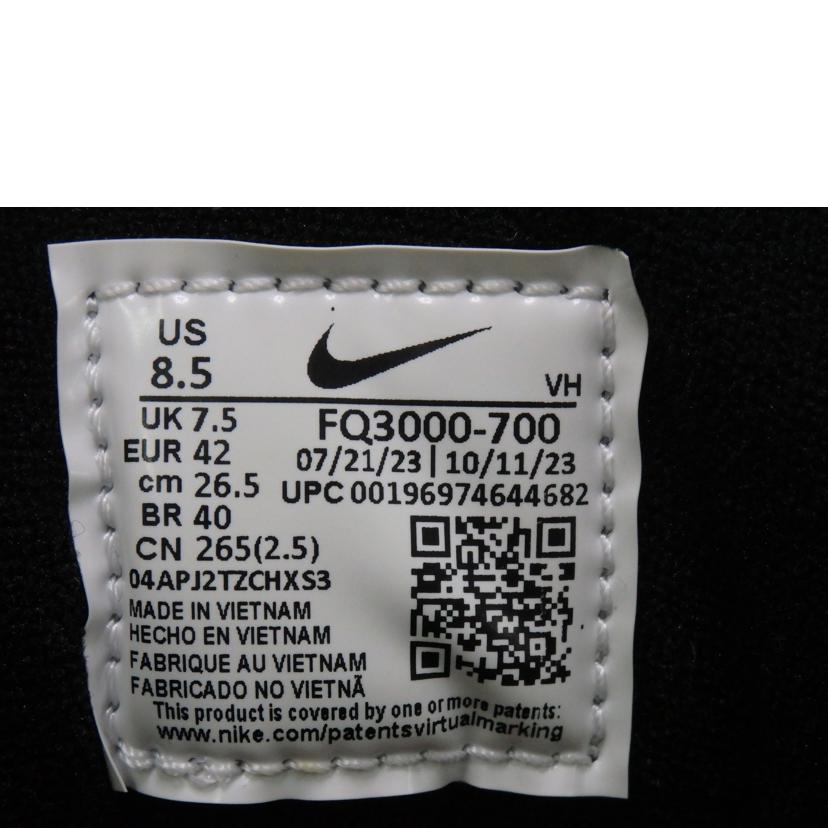 US
8.5
VH
UK 7.5
FQ3000-700
EUR 42
07/21/23 | 10/11/23
cm 26.5
UPC 00196974644682
BR 40
CN 265(2.5)
04APJ2TZCHXS3
MADE IN VIETNAM
HECHO EN VIETNAM
FABRIQUE AU VIETNAM
FABRICADO NO VIETNÃ
This product is covered by one or more patents:
www.nike.com/patentsvirtualmarking